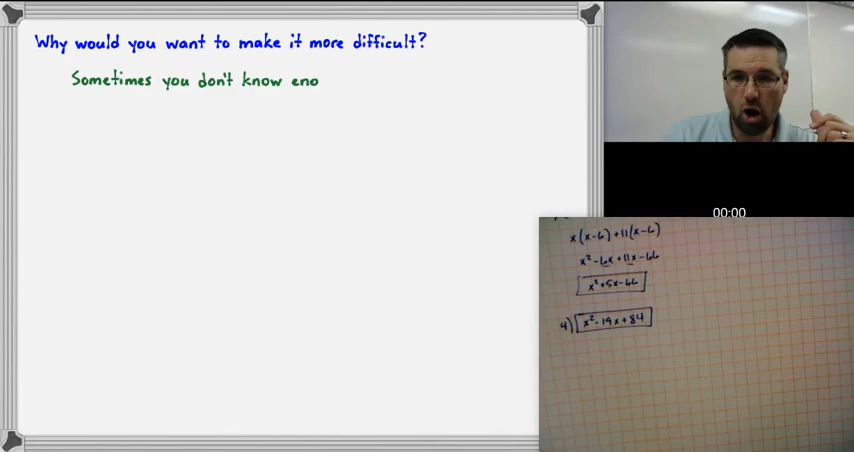 Why would you want to make it more difficult?
Sometimes you don't know eno
00:00
x(x-6)+11(x-6)
x²-6x+11x-66
x²+5x-66
4) x²-19x+84